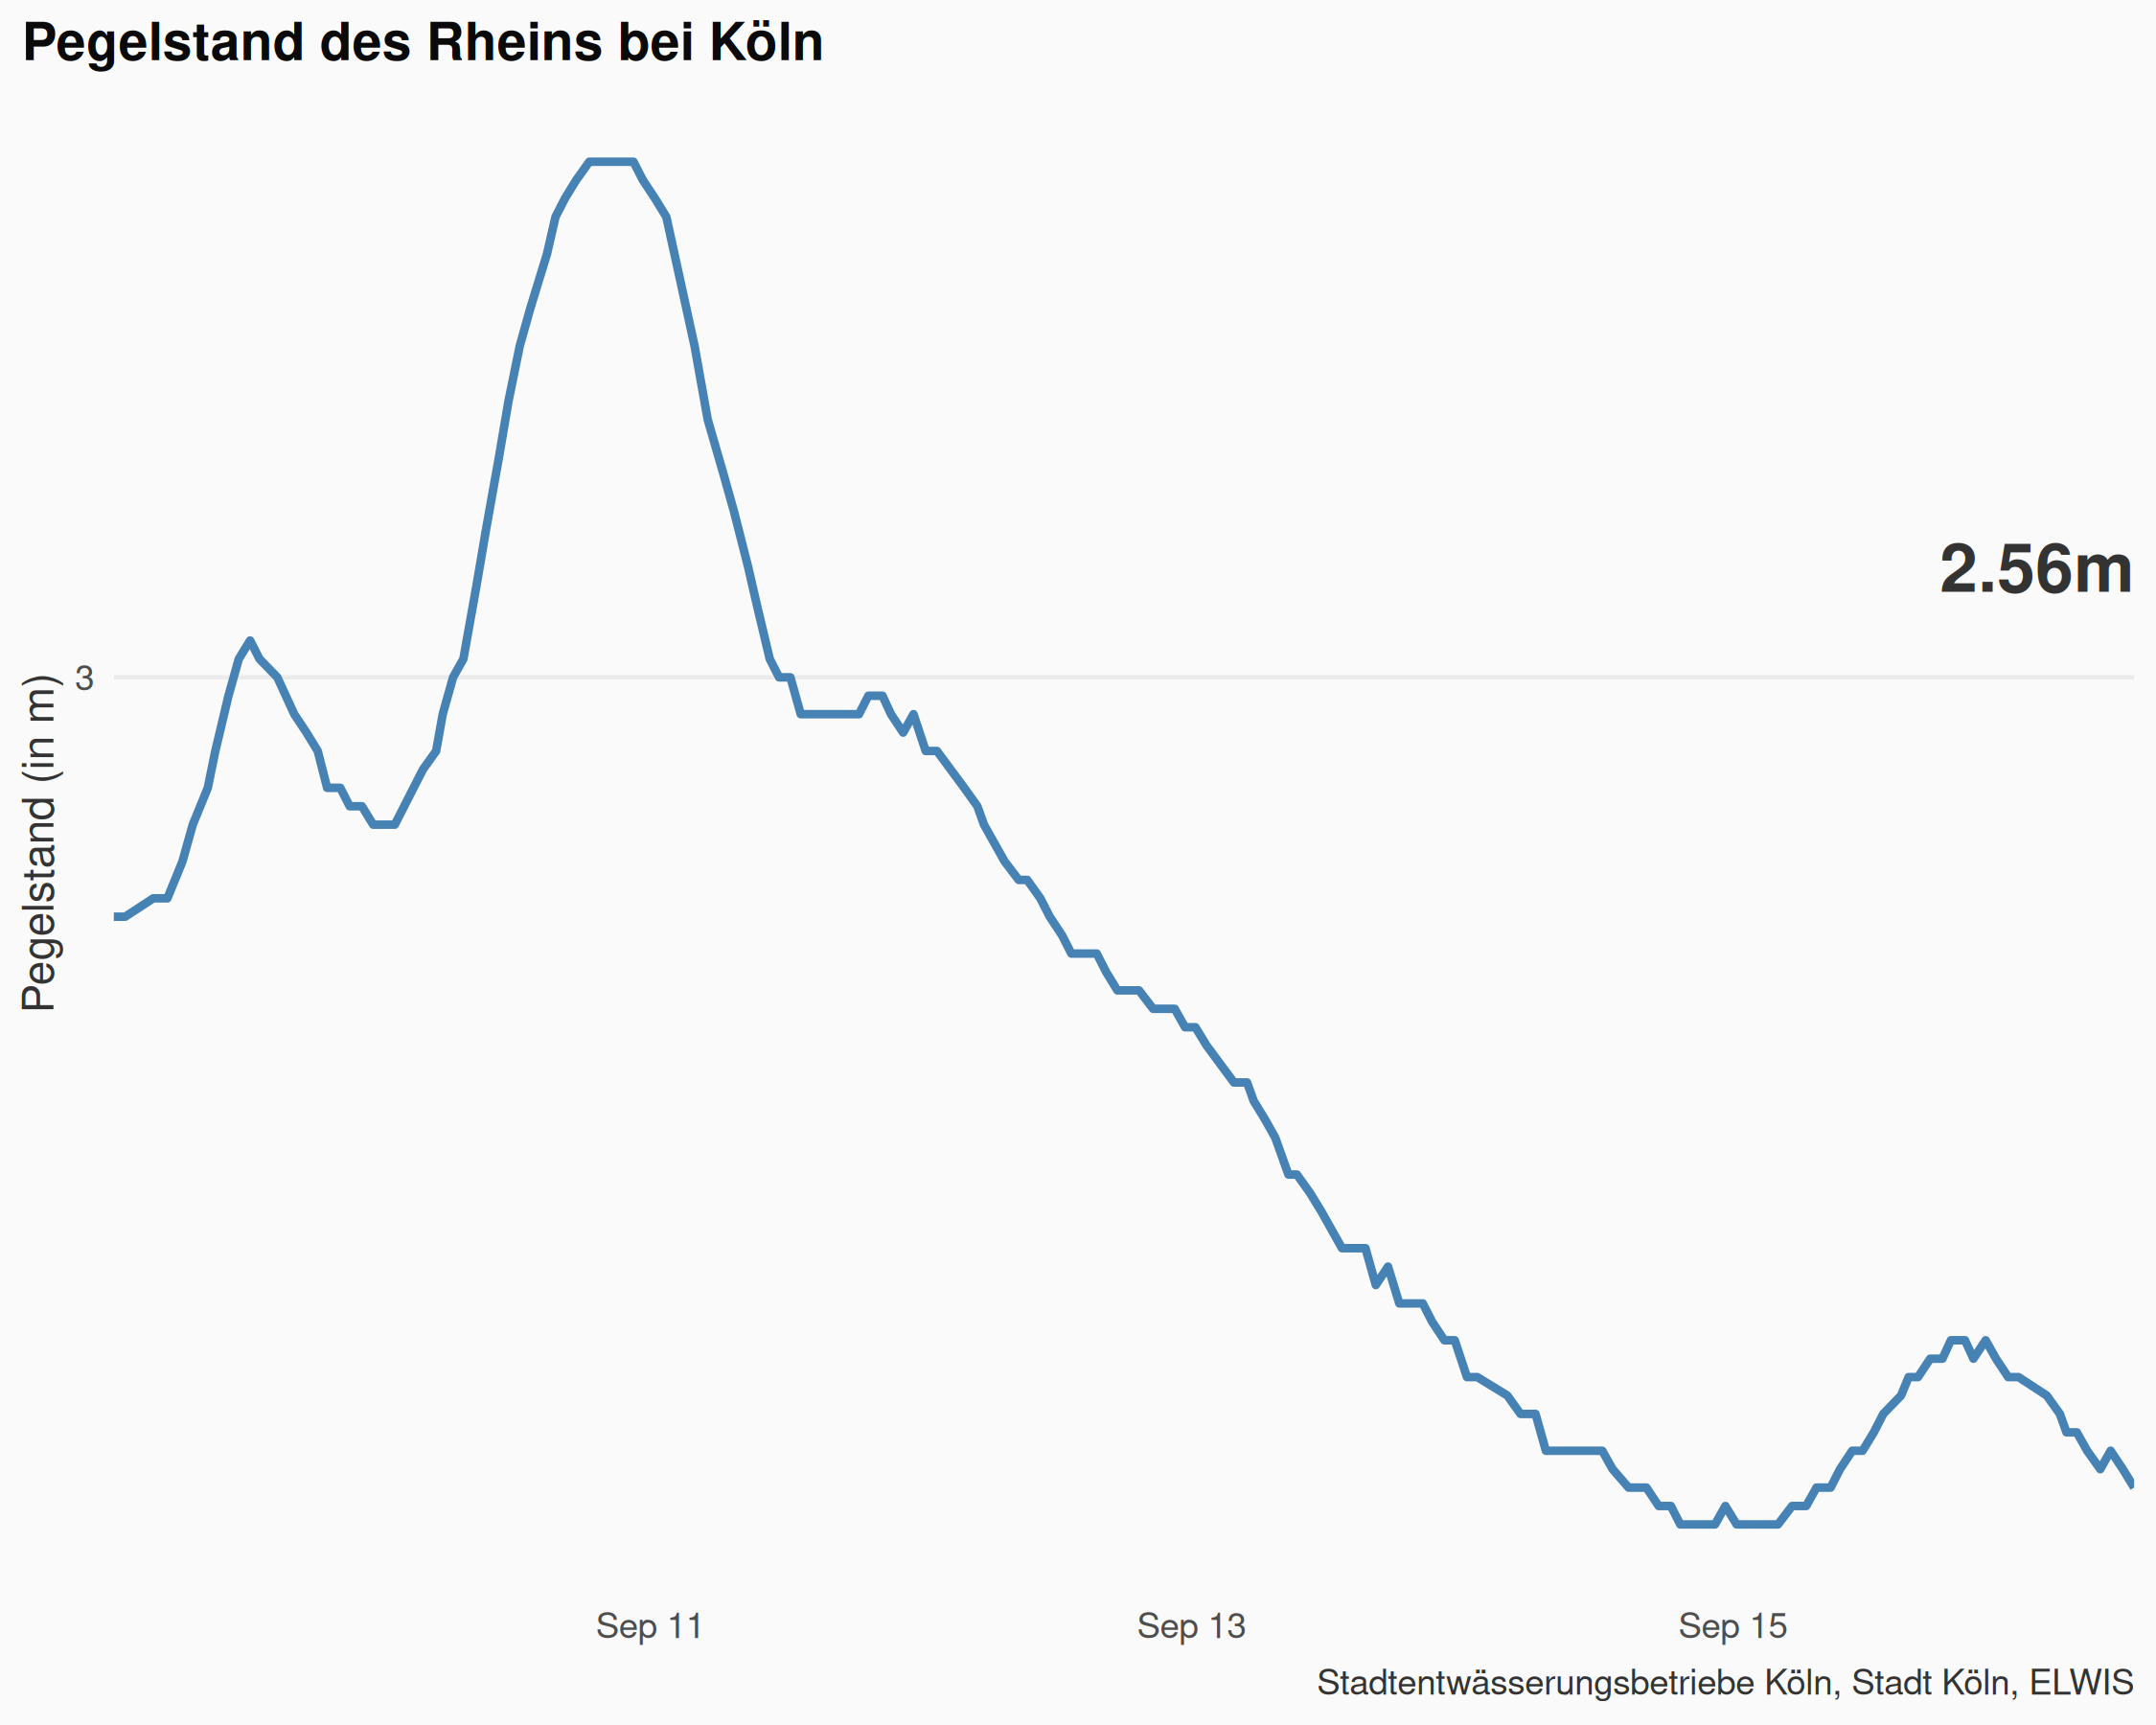 Pegelstand des Rheins bei Köln
2.56m
Pegelstand (in m)
3
Sep 11
Sep 13
Sep 15
Stadtentwässerungsbetriebe Köln, Stadt Köln, ELWIS